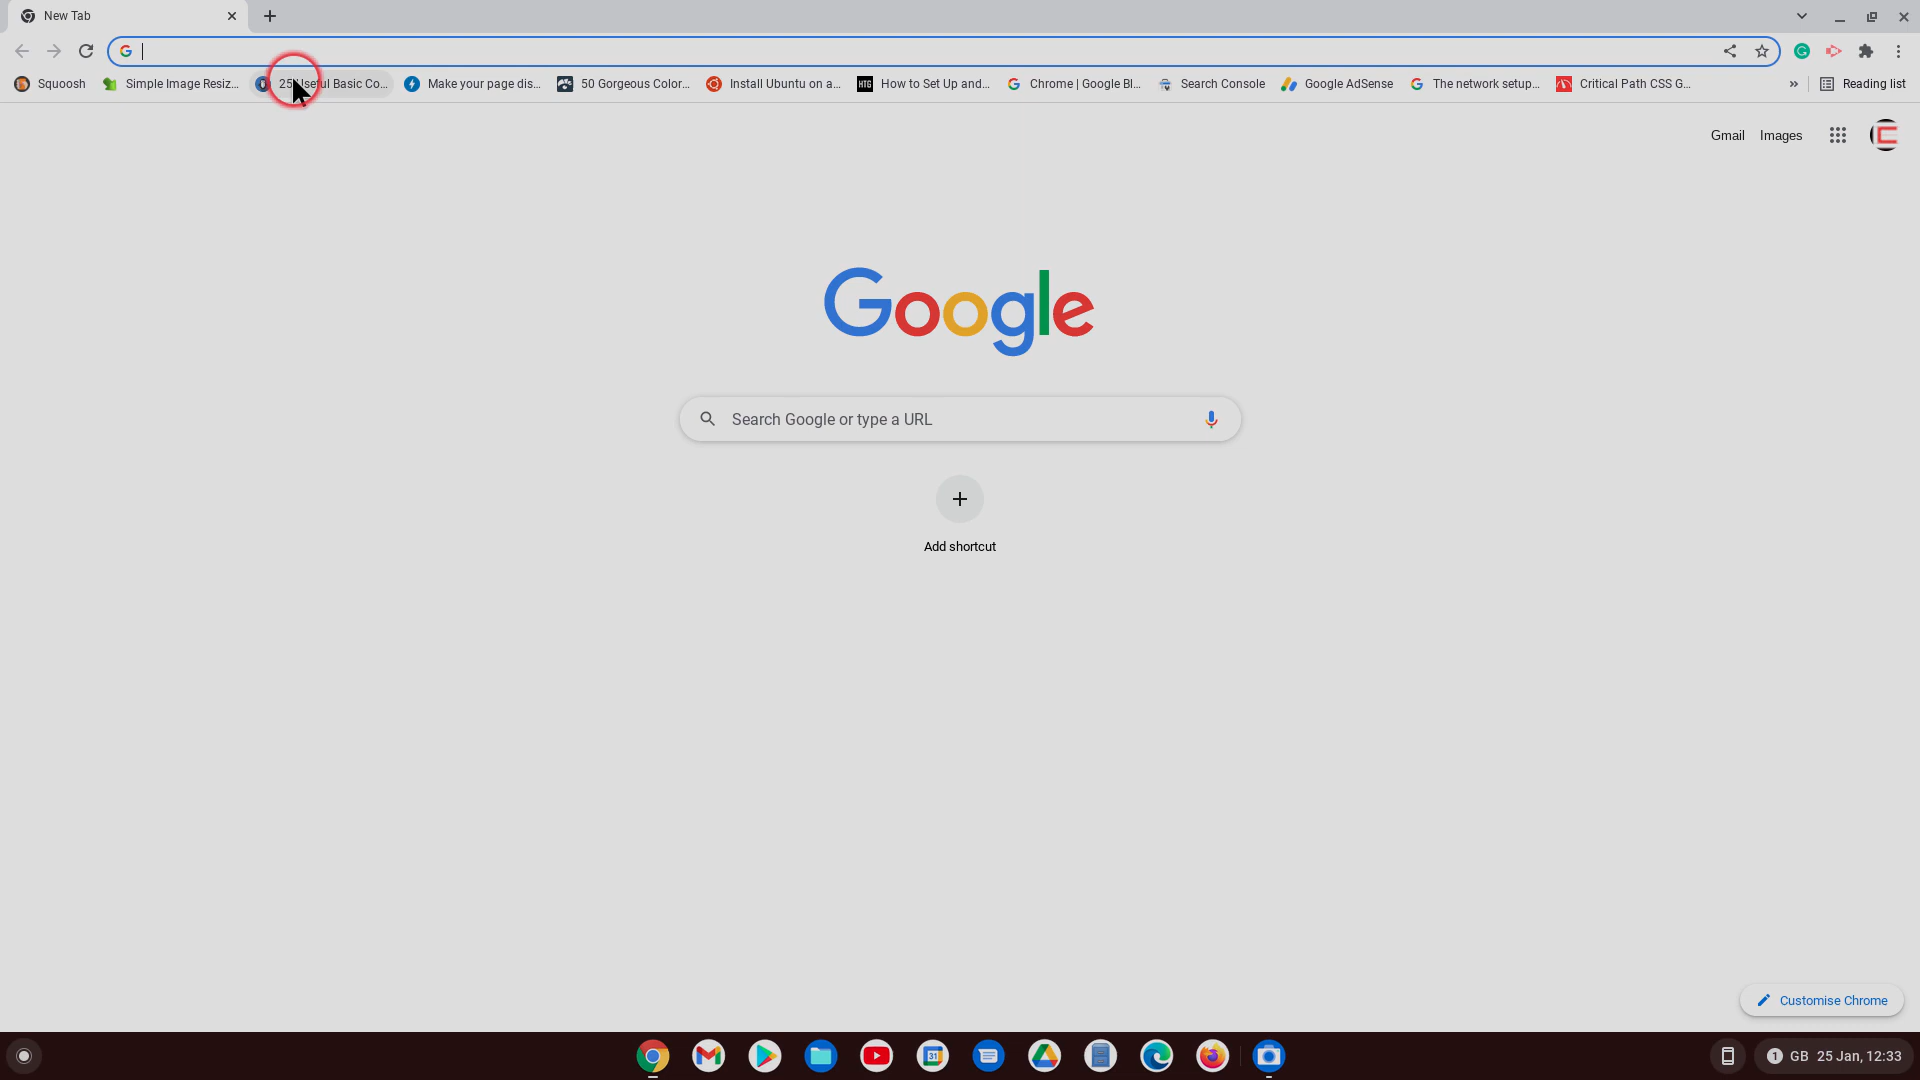 New Tab
Squoosh
Simple Image Resiz...
25 Useful Basic Co...
Make your page dis...
50 Gorgeous Color...
Install Ubuntu on a...
HTG
How to Set Up and...
Chrome | Google Bl...
Search Console
Google AdSense
The network setup...
Critical Path CSS G...
»
Reading list
Gmail
Images
Google
Search Google or type a URL
Add shortcut
Customise Chrome
31
1
GB
25 Jan, 12:33